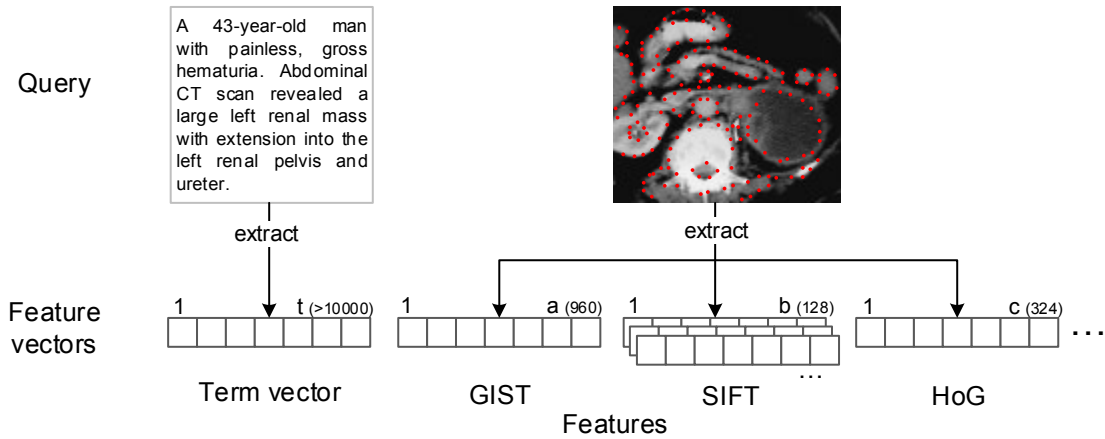 Query
A 43-year-old man
with painless, gross
hematuria. Abdominal
CT scan revealed a
large left renal mass
with extension into the
left renal pelvis and
ureter.
extract
extract
Feature
vectors
1 t (>10000)
1 a (960)
1 b (128)
1 c (324)
...
...
Term vector
GIST
SIFT
HoG
Features